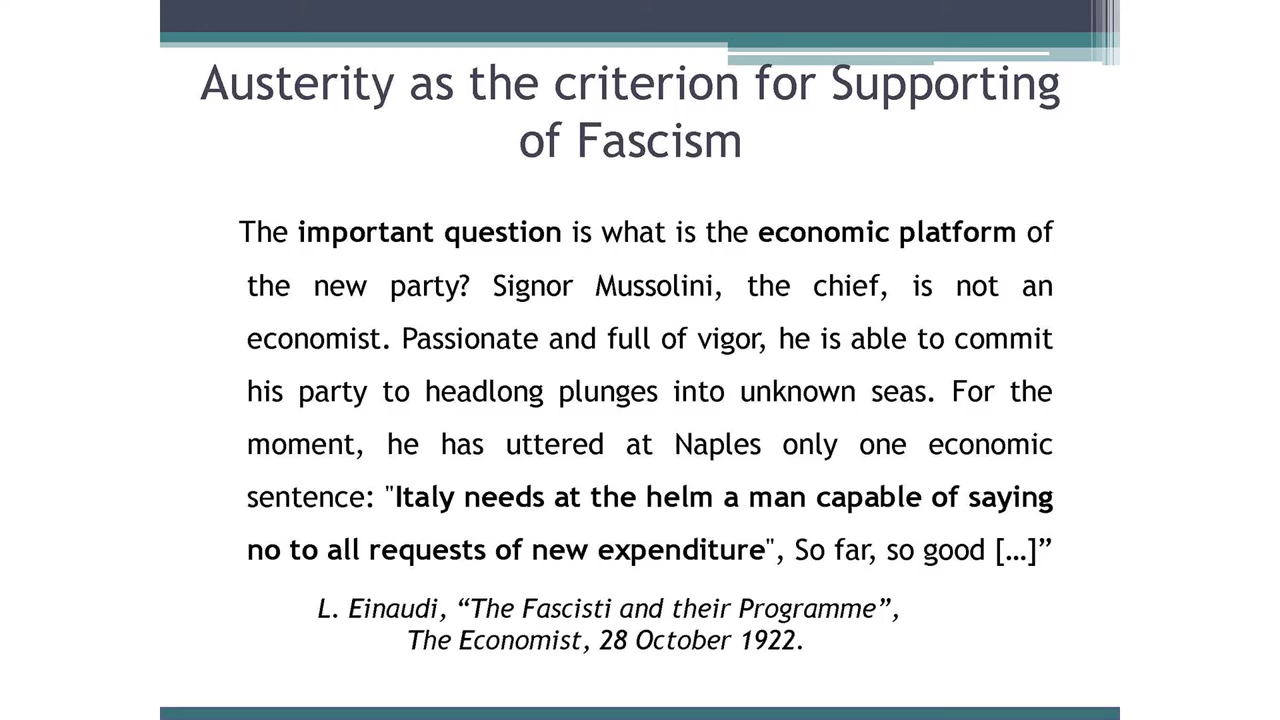 Austerity as the criterion for Supporting
of Fascism
The important question is what is the economic platform of
the new party? Signor Mussolini, the chief, is not an
economist. Passionate and full of vigor, he is able to commit
his party to headlong plunges into unknown seas. For the
moment, he has uttered at Naples only one economic
sentence: "Italy needs at the helm a man capable of saying
no to all requests of new expenditure", So far, so good […]”
L. Einaudi, “The Fascisti and their Programme”,
The Economist, 28 October 1922.